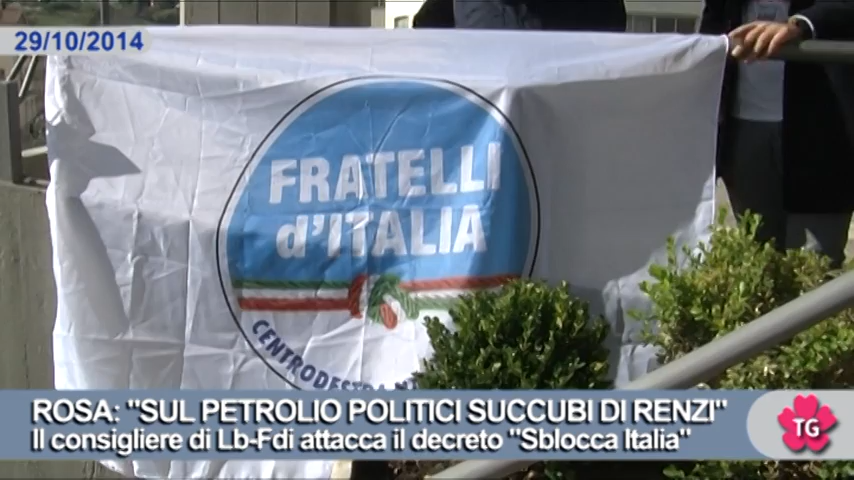 29/10/2014
FRATELLI
d'ITALIA
CENTRODESTRA
ROSA: "SUL PETROLIO POLITICI SUCCUBI DI RENZI"
Il consigliere di Lb-Fdi attacca il decreto "Sblocca Italia"
TG